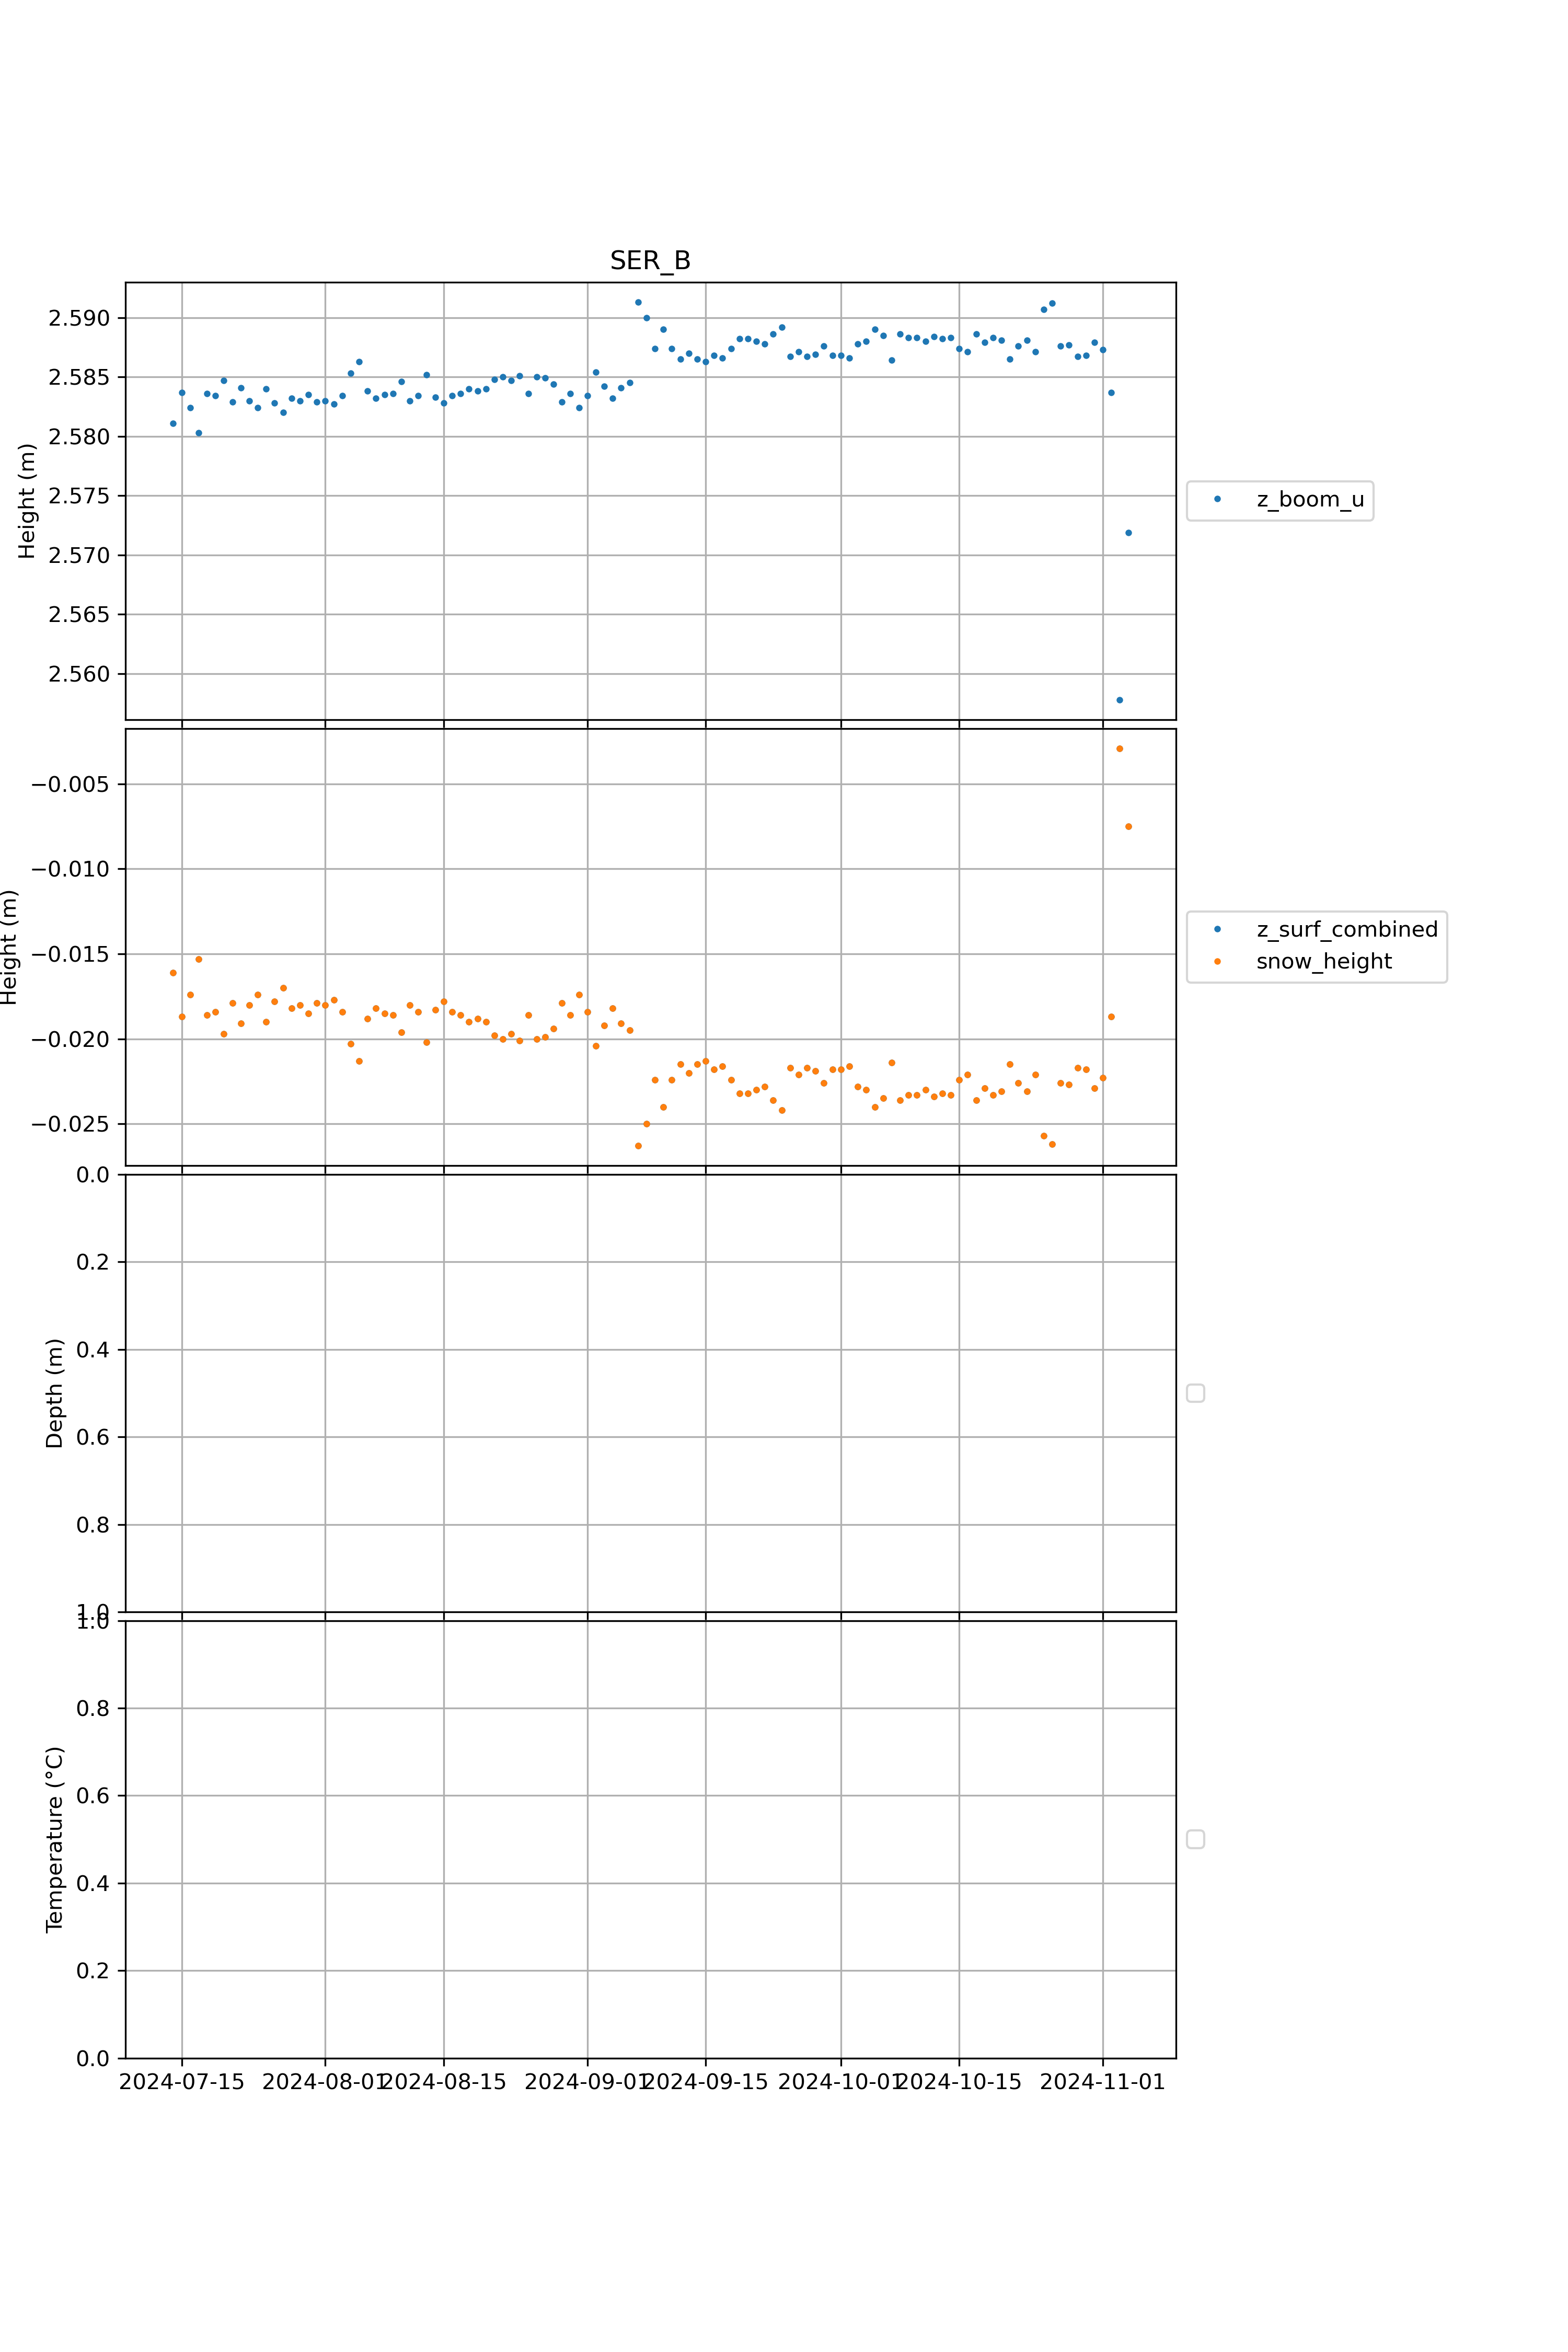 SER_B
Height (m)
2.590
2.585
2.580
2.575
2.570
2.565
2.560
z_boom_u
Height (m)
−0.005
−0.010
−0.015
−0.020
−0.025
z_surf_combined
snow_height
Depth (m)
0.0
0.2
0.4
0.6
0.8
1.0
Temperature (°C)
1.0
0.8
0.6
0.4
0.2
0.0
2024-07-15 2024-08-01 2024-08-15 2024-09-01 2024-09-15 2024-10-01 2024-10-15 2024-11-01